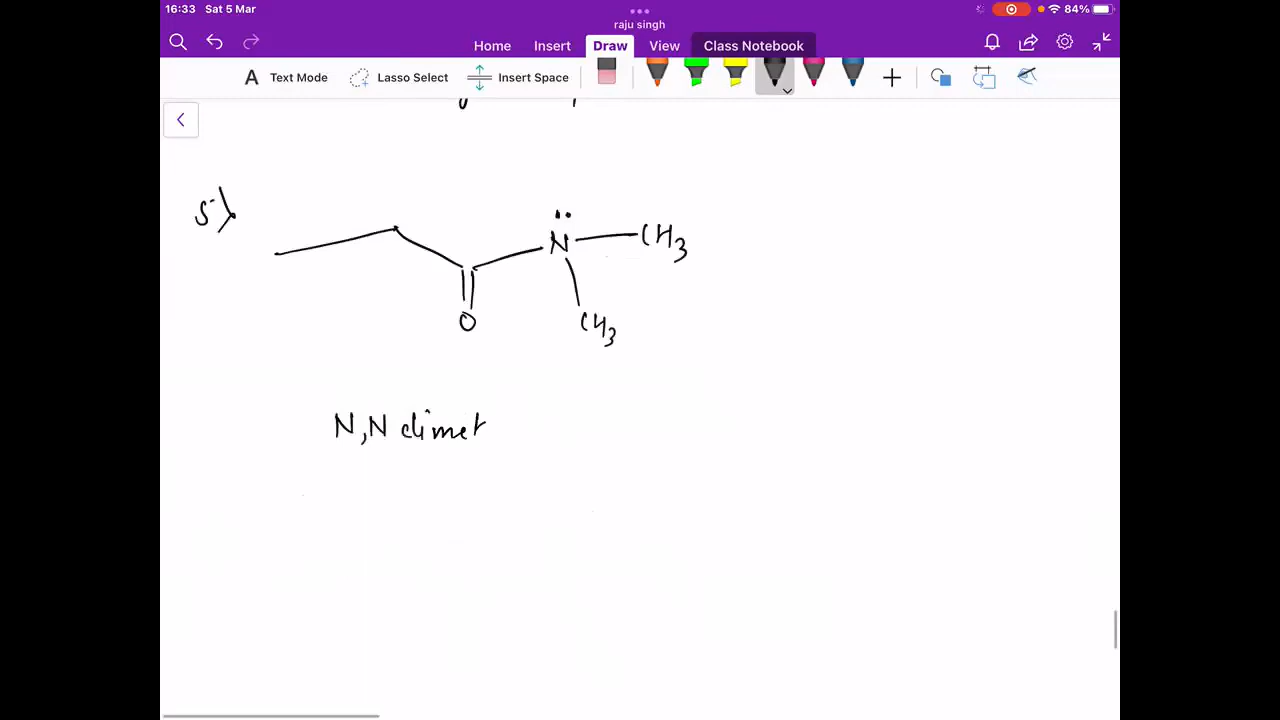 16:33 Sat 5 Mar
84%
raju singh
Home Insert Draw View Class Notebook
A Text Mode Lasso Select Insert Space
5)
N CH3
O CH3
N,N dimet